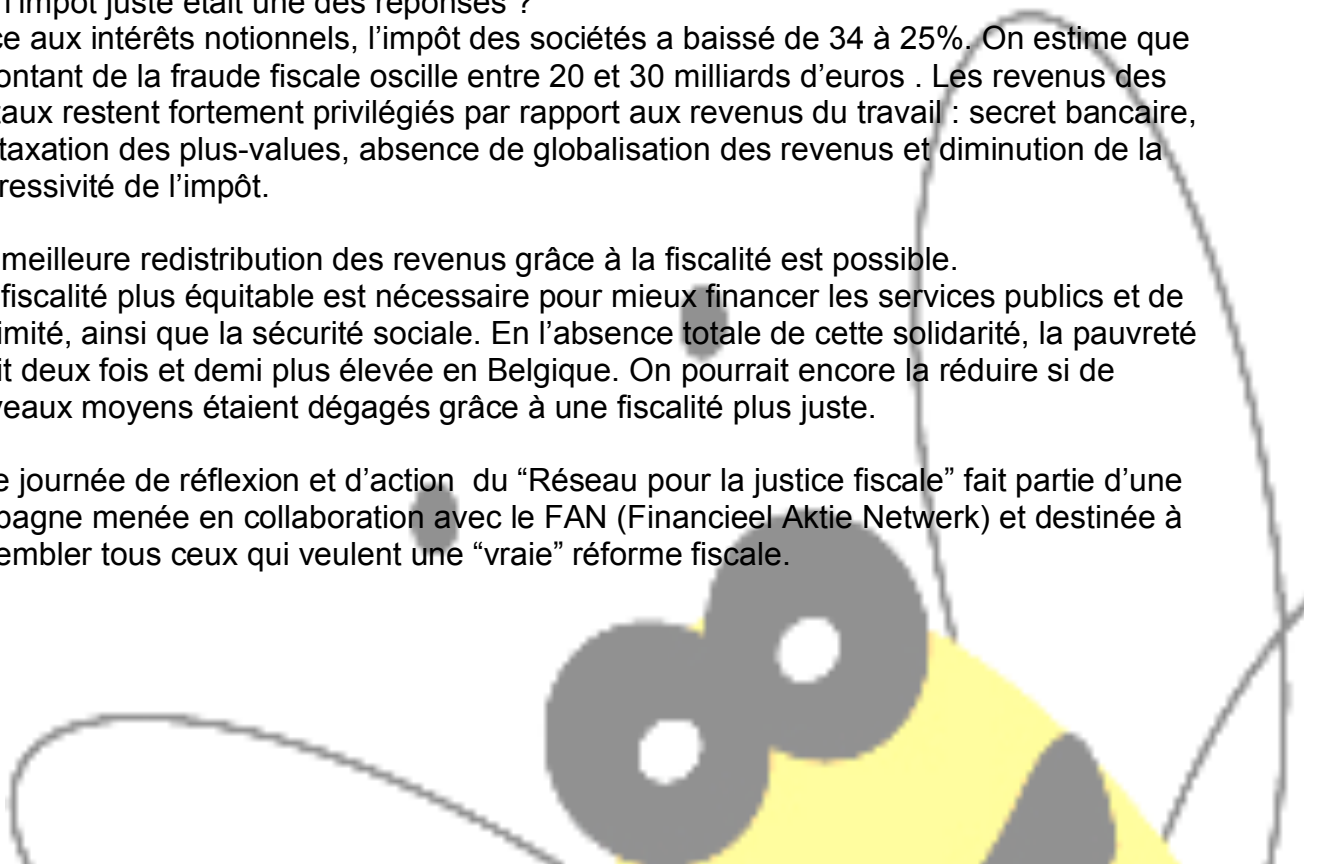 l'impôt juste était une des réponses ?
ce aux intérêts notionnels, l’impôt des sociétés a baissé de 34 à 25%. On estime que
ontant de la fraude fiscale oscille entre 20 et 30 milliards d’euros . Les revenus des
taux restent fortement privilégiés par rapport aux revenus du travail : secret bancaire,
taxation des plus-values, absence de globalisation des revenus et diminution de la
ressivité de l’impôt.
meilleure redistribution des revenus grâce à la fiscalité est possible.
fiscalité plus équitable est nécessaire pour mieux financer les services publics et de
imité, ainsi que la sécurité sociale. En l’absence totale de cette solidarité, la pauvreté
it deux fois et demi plus élevée en Belgique. On pourrait encore la réduire si de
veaux moyens étaient dégagés grâce à une fiscalité plus juste.
e journée de réflexion et d’action du “Réseau pour la justice fiscale” fait partie d’une
pagne menée en collaboration avec le FAN (Financieel Aktie Netwerk) et destinée à
embler tous ceux qui veulent une “vraie” réforme fiscale.